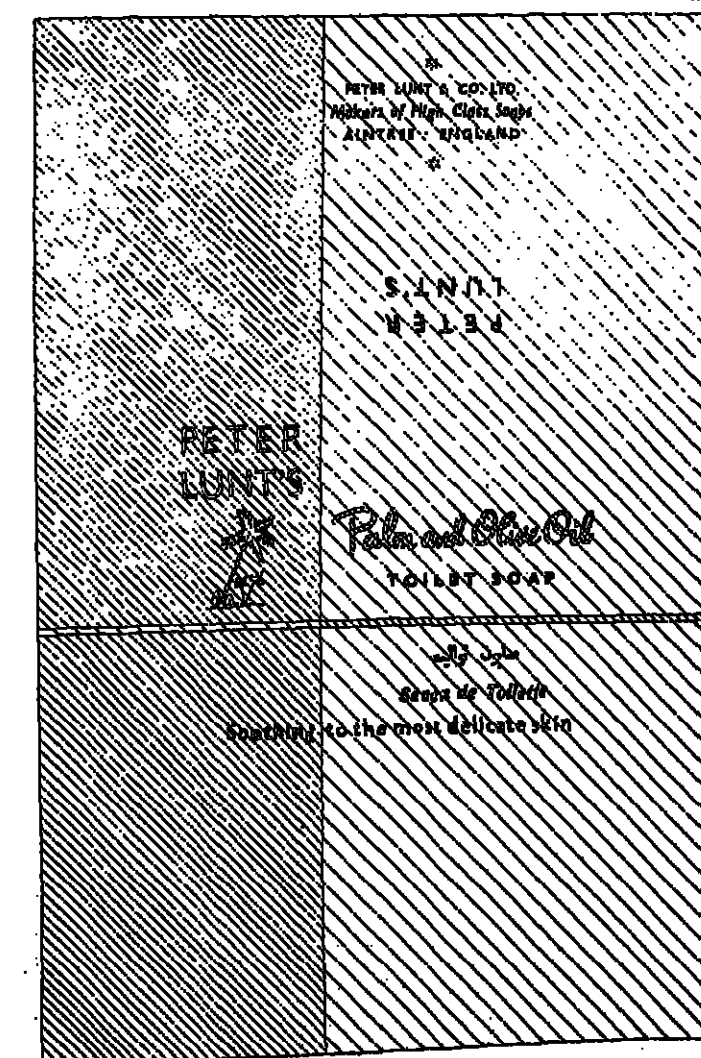 PETER LUNT & CO. LTD.
Makers of High Class Soaps
AINTREE · ENGLAND
PETER
LUNT'S
PETER
LUNT'S
Palm and Olive Oil
TOILET SOAP
صابون تواليت
Savon de Toilette
Soothing to the most delicate skin